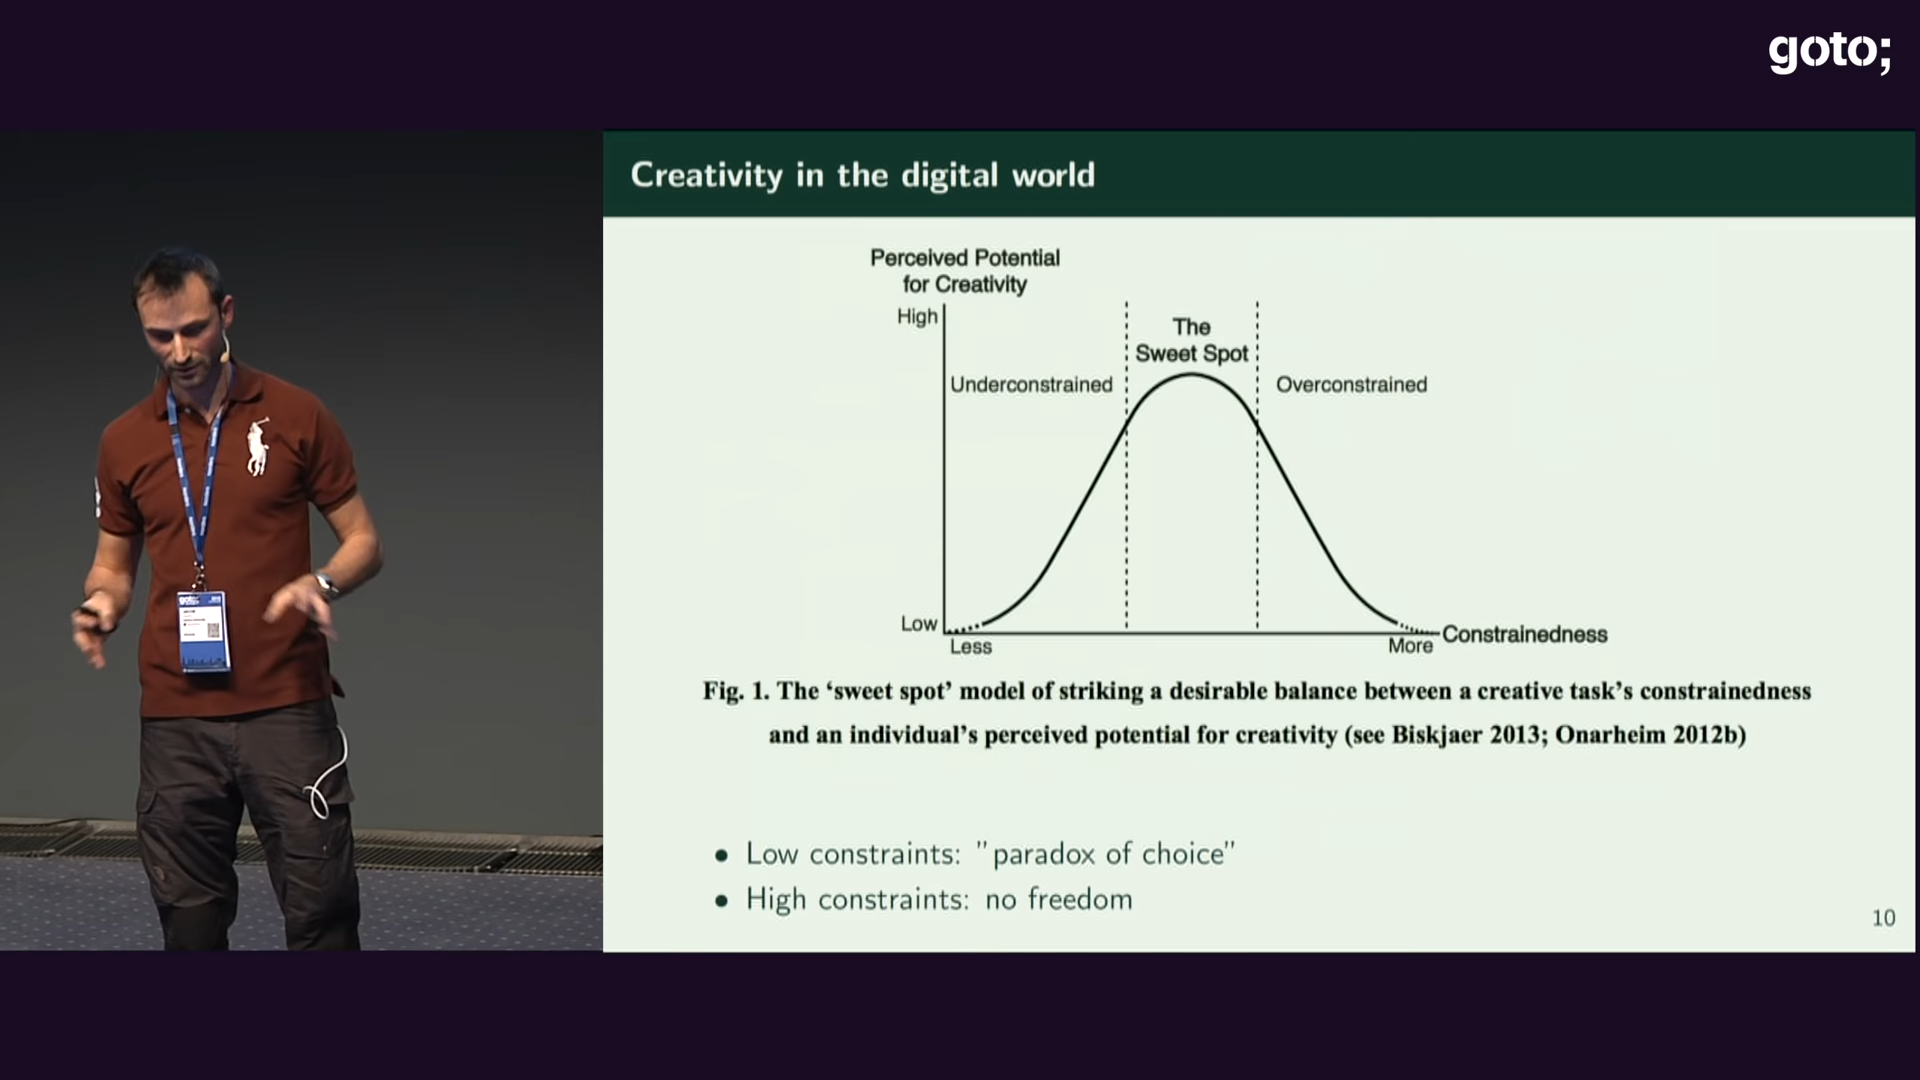 goto;
Creativity in the digital world
Perceived Potential
for Creativity
High
The
Sweet Spot
Underconstrained
Overconstrained
Low
Less
More
Constrainedness
Fig. 1. The ‘sweet spot’ model of striking a desirable balance between a creative task’s constrainedness
and an individual’s perceived potential for creativity (see Biskjaer 2013; Onarheim 2012b)
• Low constraints: ”paradox of choice”
• High constraints: no freedom
10
goto;